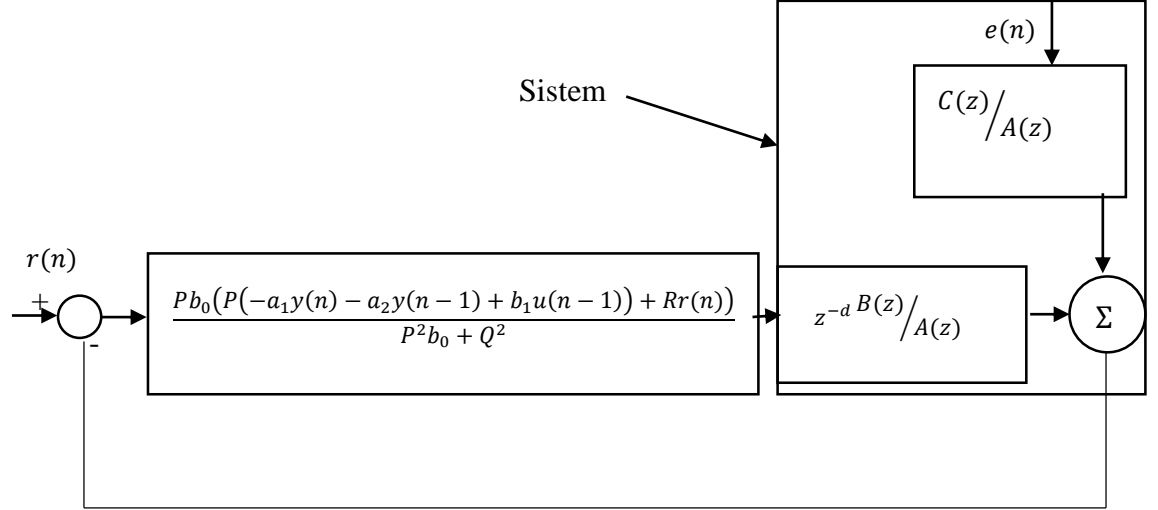 e(n)
C(z)/A(z)
Sistem
r(n)
+
-
Pb₀(P(−a₁y(n) − a₂y(n − 1) + b₁u(n − 1)) + Rr(n))
P²b₀ + Q²
z⁻ᵈ B(z)/A(z)
Σ